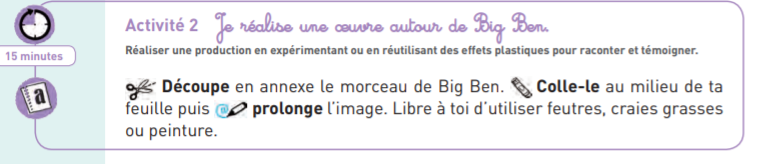 Activité 2 Je réalise une œuvre autour de Big Ben.
Réaliser une production en expérimentant ou en réutilisant des effets plastiques pour raconter et témoigner.
15 minutes
a
Découpe en annexe le morceau de Big Ben. Colle-le au milieu de ta
feuille puis @ prolonge l'image. Libre à toi d'utiliser feutres, craies grasses
ou peinture.